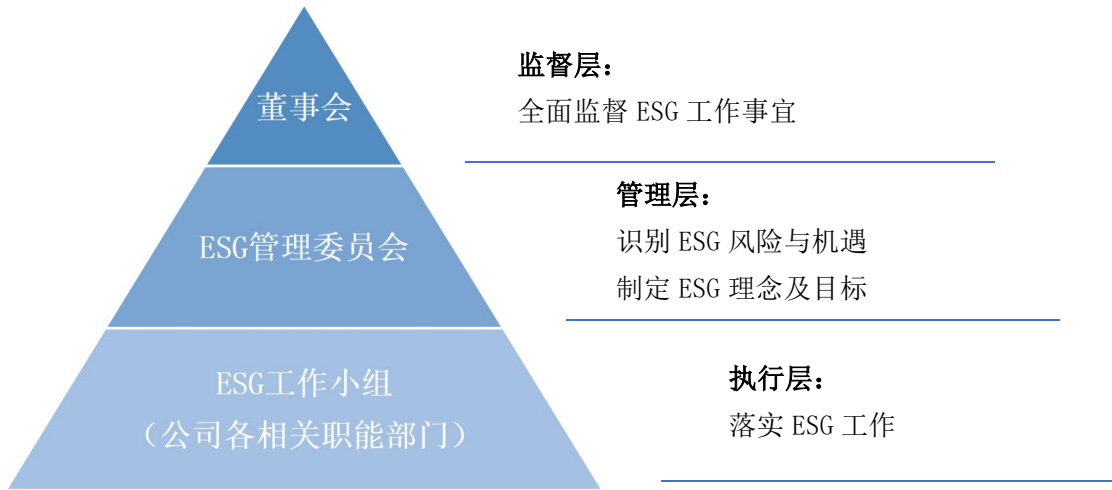 董事会
监督层：
全面监督 ESG 工作事宜
ESG管理委员会
管理层：
识别 ESG 风险与机遇
制定 ESG 理念及目标
ESG工作小组
（公司各相关职能部门）
执行层：
落实 ESG 工作